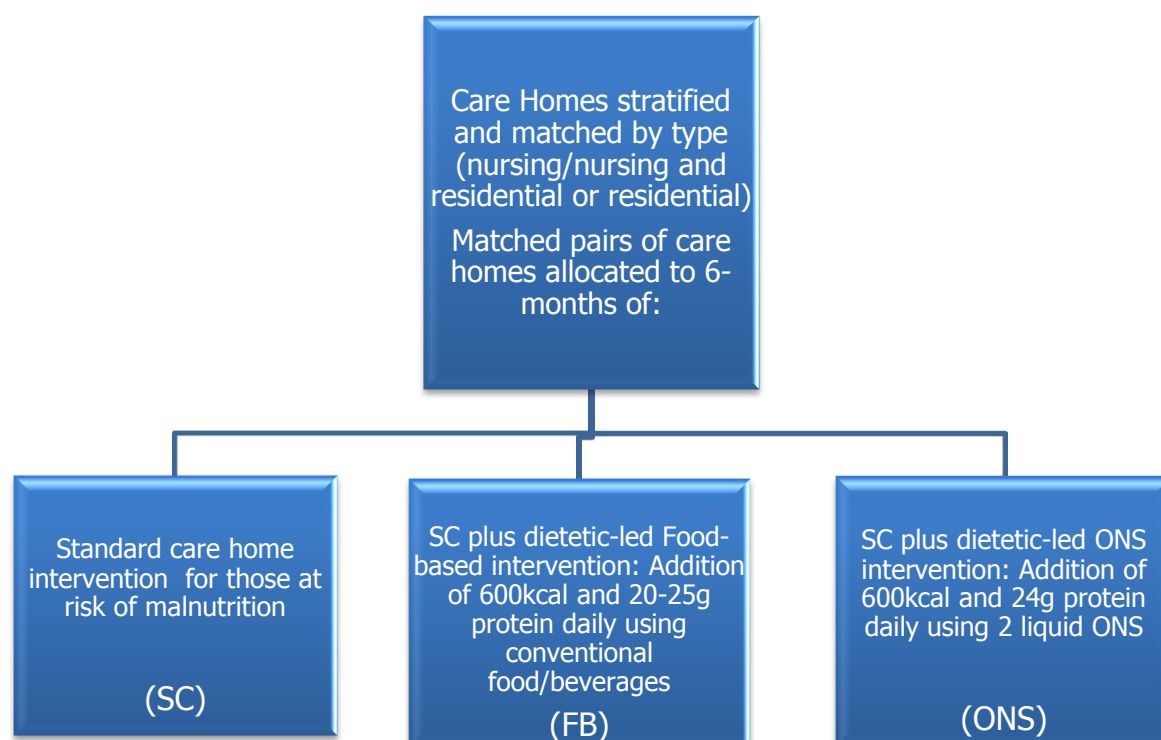 Care Homes stratified
and matched by type
(nursing/nursing and
residential or residential)
Matched pairs of care
homes allocated to 6-
months of:
Standard care home
intervention for those at
risk of malnutrition
(SC)
SC plus dietetic-led Food-
based intervention: Addition
of 600kcal and 20-25g
protein daily using
conventional
food/beverages
(FB)
SC plus dietetic-led ONS
intervention: Addition of
600kcal and 24g protein
daily using 2 liquid ONS
(ONS)